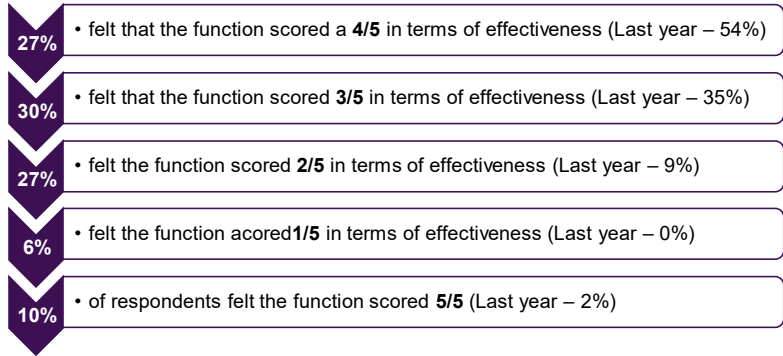 27%
• felt that the function scored a 4/5 in terms of effectiveness (Last year – 54%)
30%
• felt that the function scored 3/5 in terms of effectiveness (Last year – 35%)
27%
• felt the function scored 2/5 in terms of effectiveness (Last year – 9%)
6%
• felt the function acored1/5 in terms of effectiveness (Last year – 0%)
10%
• of respondents felt the function scored 5/5 (Last year – 2%)